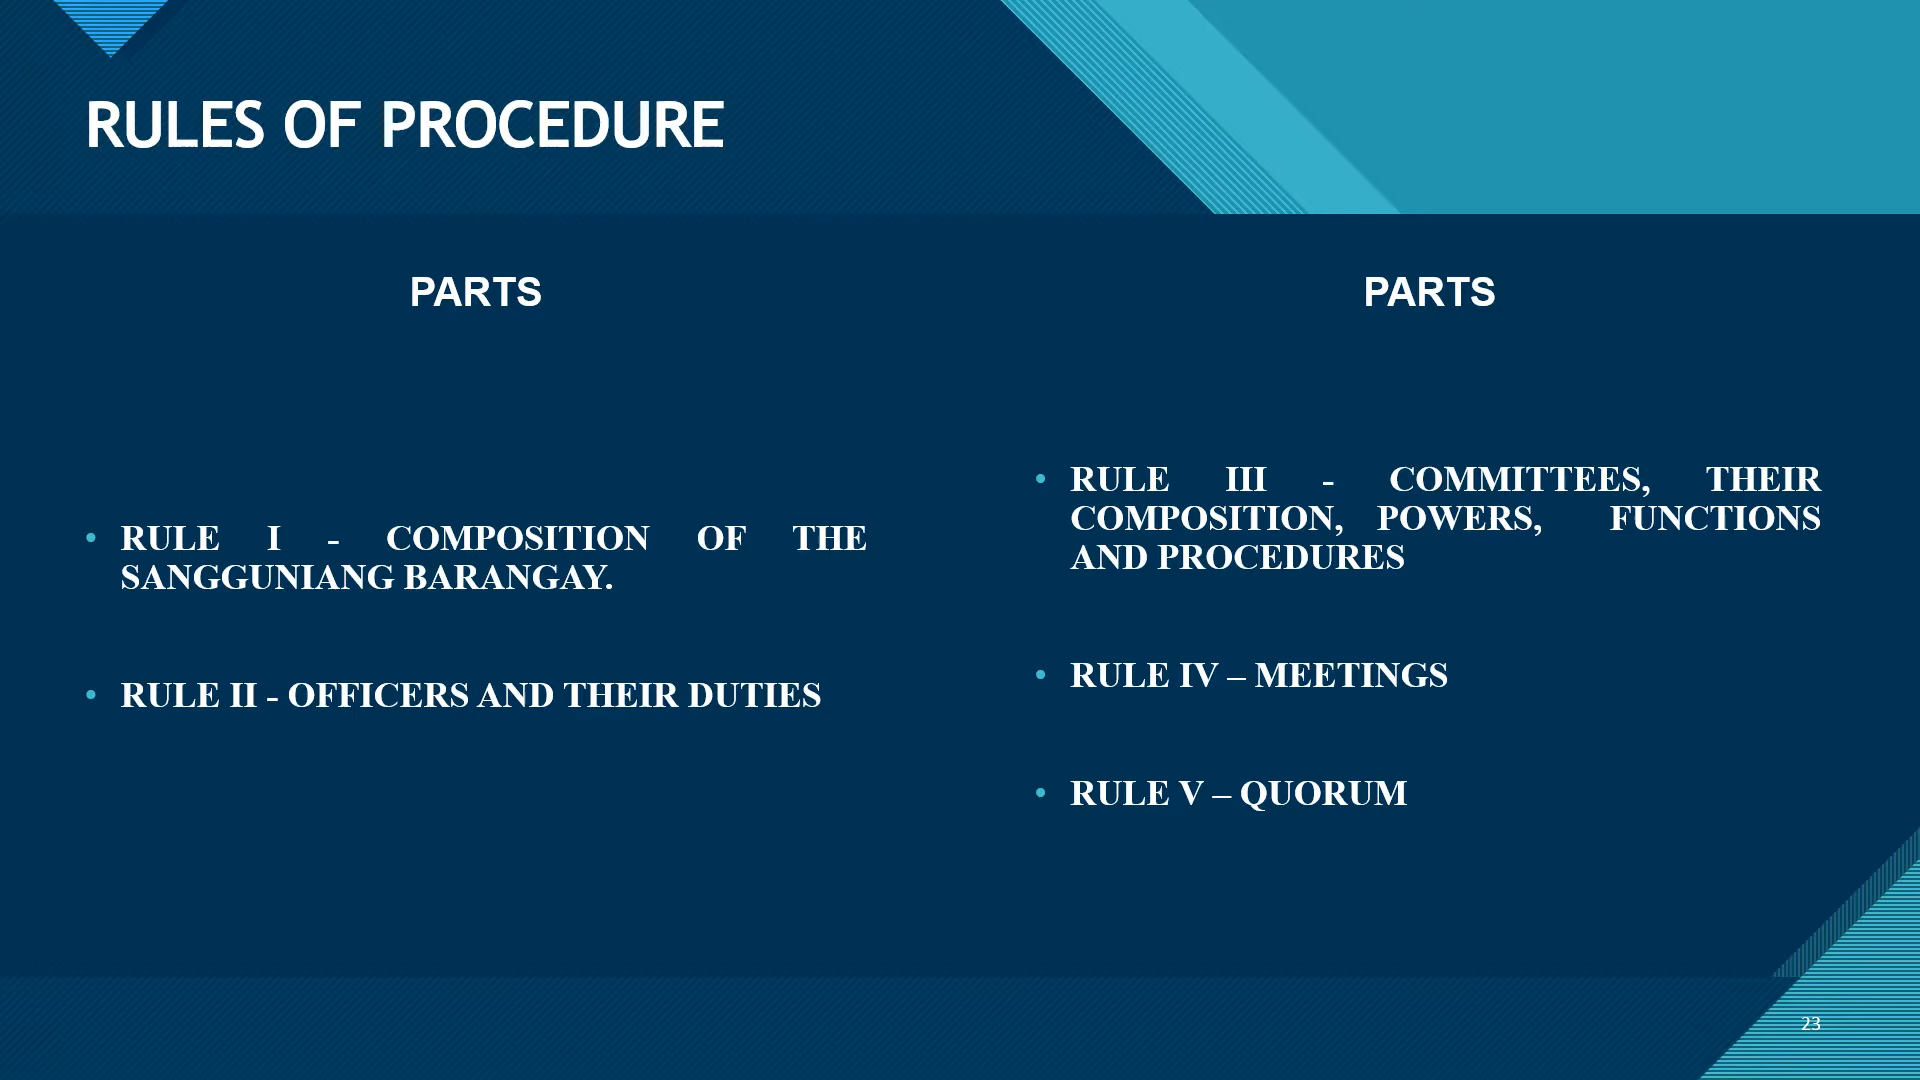 RULES OF PROCEDURE
PARTS
• RULE I - COMPOSITION OF THE
SANGGUNIANG BARANGAY.
• RULE II - OFFICERS AND THEIR DUTIES
PARTS
• RULE III - COMMITTEES, THEIR
COMPOSITION, POWERS, FUNCTIONS
AND PROCEDURES
• RULE IV – MEETINGS
• RULE V – QUORUM
23